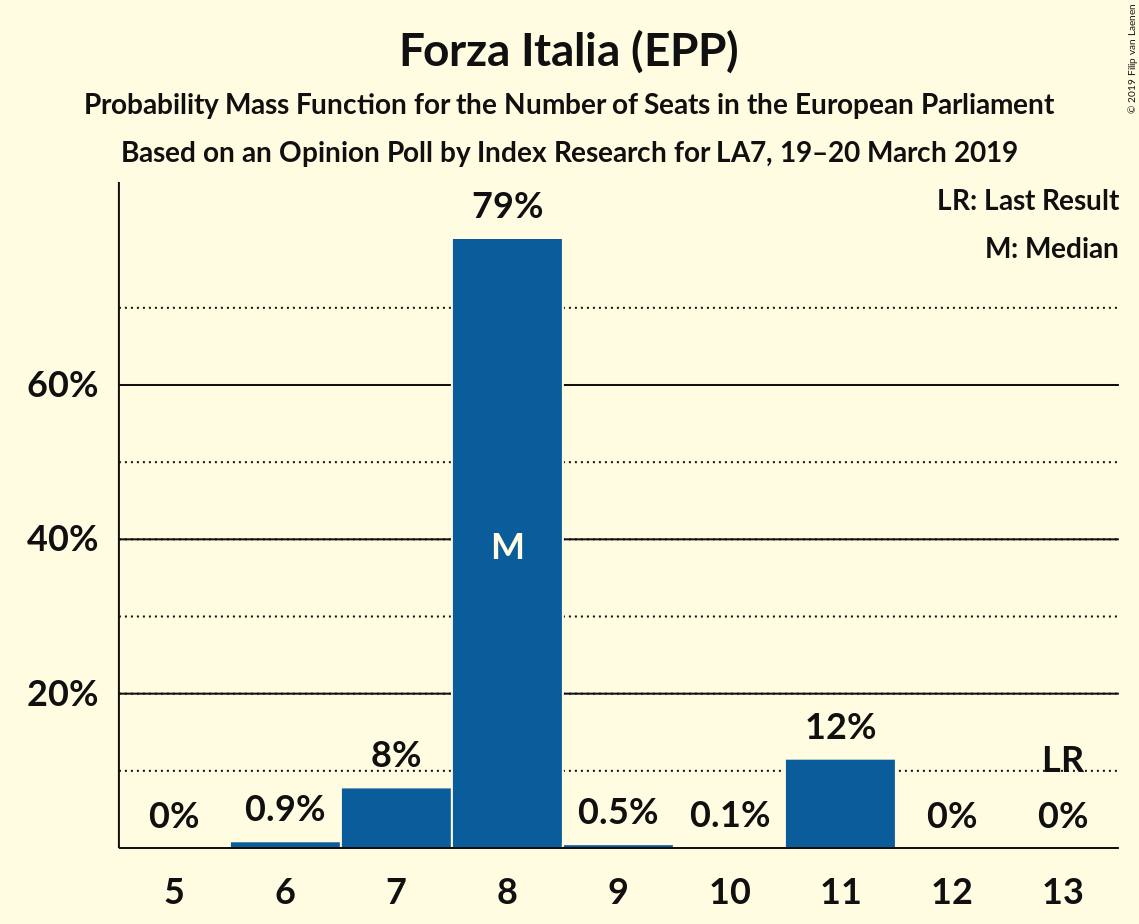 Forza Italia (EPP)
Probability Mass Function for the Number of Seats in the European Parliament
Based on an Opinion Poll by Index Research for LA7, 19–20 March 2019
© 2019 Filip van Laenen
LR: Last Result
M: Median
79%
60%
40%
20%
M
0%
0.9%
8%
0.5%
0.1%
12%
0%
LR
0%
5 6 7 8 9 10 11 12 13